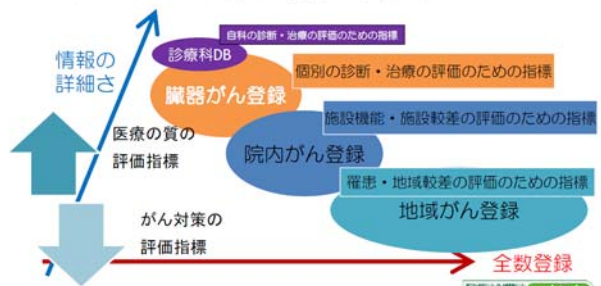 自科の診断・治療の評価のための指標
診療科DB
情報の
詳細さ
個別の診断・治療の評価のための指標
臓器がん登録
施設機能・施設較差の評価のための指標
医療の質の
評価指標
院内がん登録
罹患・地域較差の評価のための指標
地域がん登録
がん対策の
評価指標
全数登録